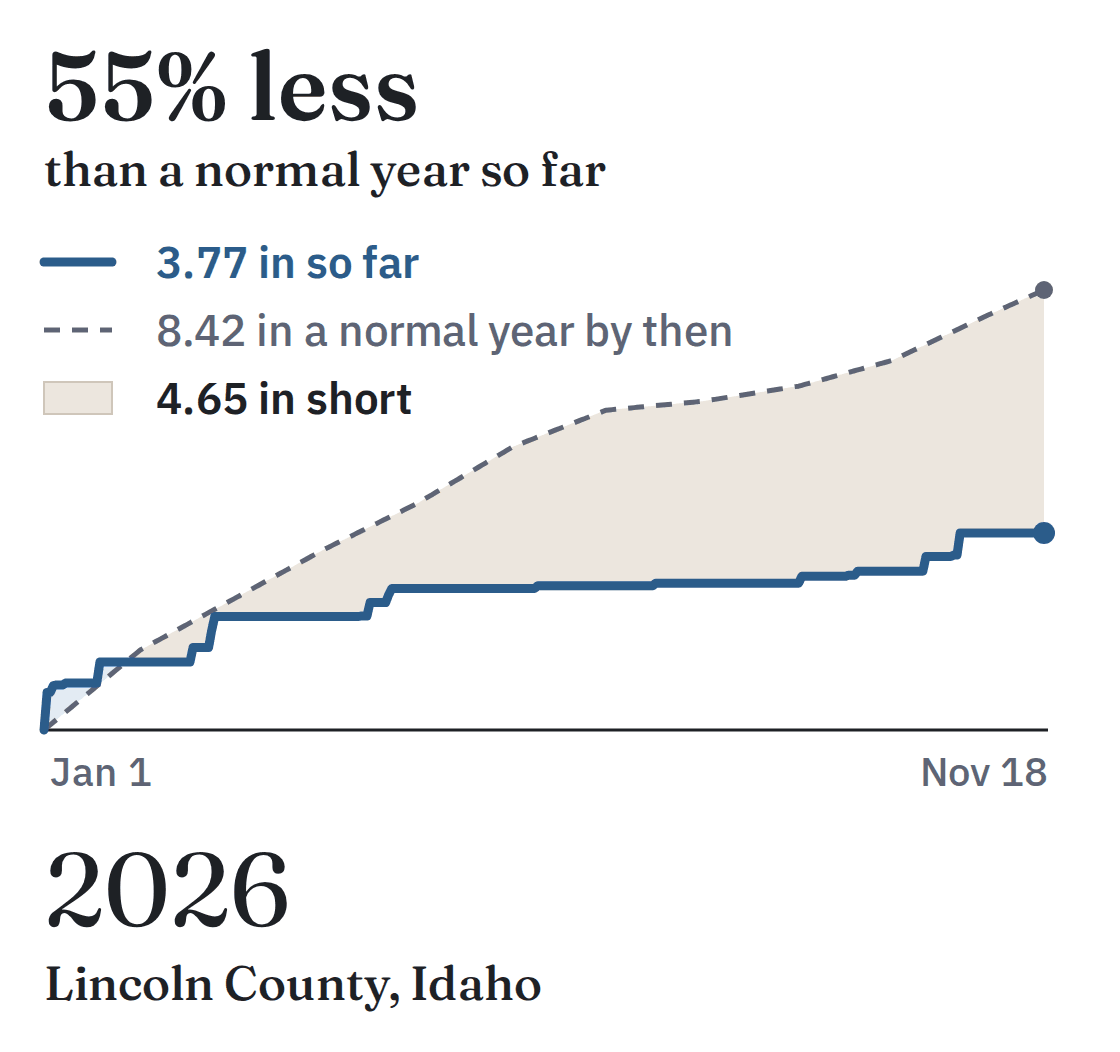 55% less
than a normal year so far
3.77 in so far
8.42 in a normal year by then
4.65 in short
Jan 1
Nov 18
2026
Lincoln County, Idaho